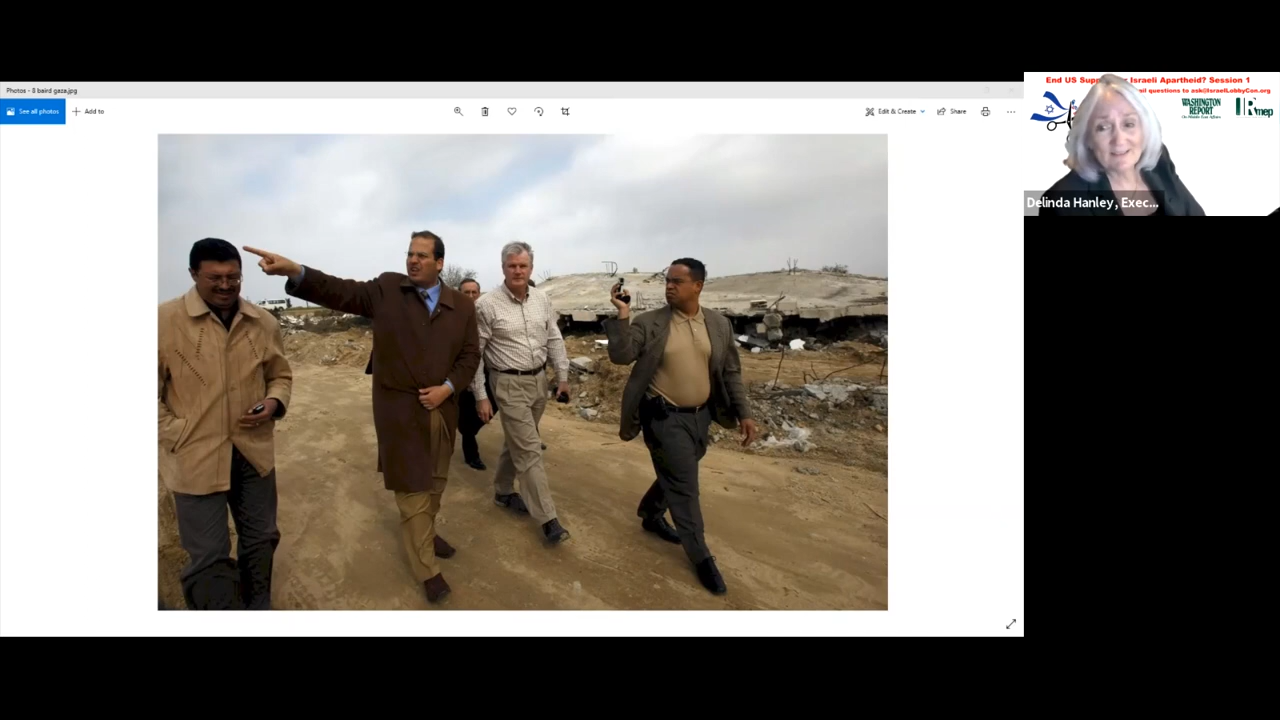 Photos - 8 baird gaza.jpg
See all photos
Add to
Edit & Create
Share
End US Supp r Israeli Apartheid? Session 1
ail questions to ask@IsraelLobbyCon.org
WASHINGTON
REPORT
On Middle East Affairs
IRmep
Delinda Hanley, Exec...